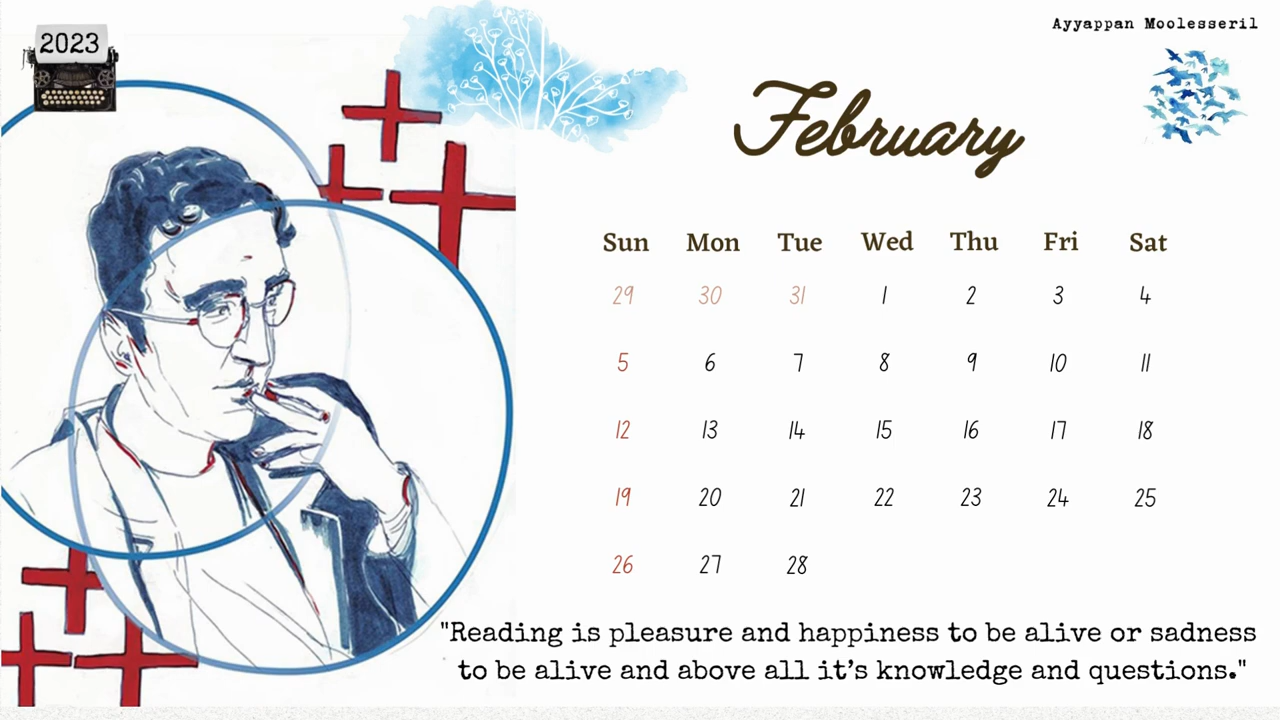 2023
Ayyappan Moolesseril
February
Sun Mon Tue Wed Thu Fri Sat
29 30 31 1 2 3 4
5 6 7 8 9 10 11
12 13 14 15 16 17 18
19 20 21 22 23 24 25
26 27 28
"Reading is pleasure and happiness to be alive or sadness
to be alive and above all it’s knowledge and questions."